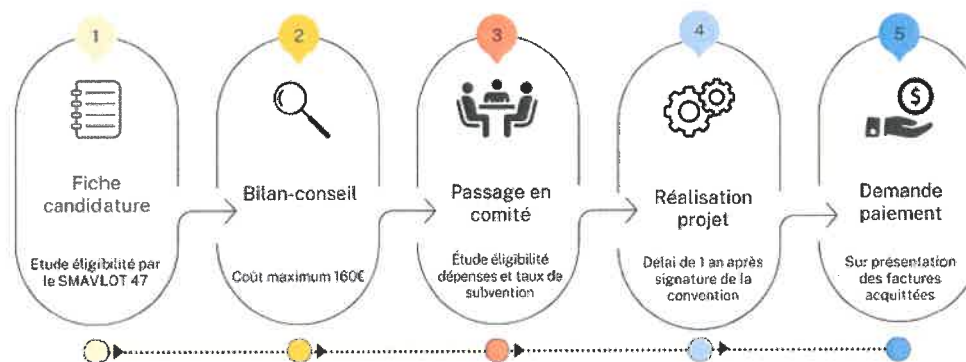 1
Fiche
candidature
Etude éligibilité par
le SMAVLOT 47
2
Bilan-conseil
Coût maximum 160€
3
Passage en
comité
Étude éligibilité
dépenses et taux de
subvention
4
Réalisation
projet
Delai de 1 an après
signature de la
convention
5
$
Demande
paiement
Sur présentation
des factures
acquittées